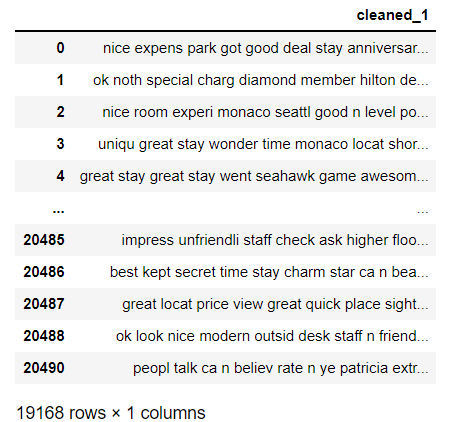 cleaned_1
0 nice expens park got good deal stay anniversar...
1 ok noth special charg diamond member hilton de...
2 nice room experi monaco seattl good n level po...
3 uniqu great stay wonder time monaco locat shor...
4 great stay great stay went seahawk game awesom...
... ...
20485 impress unfriendli staff check ask higher floo...
20486 best kept secret time stay charm star ca n bea...
20487 great locat price view great quick place sight...
20488 ok look nice modern outsid desk staff n friend...
20490 peopl talk ca n believ rate n ye patricia extr...
19168 rows × 1 columns